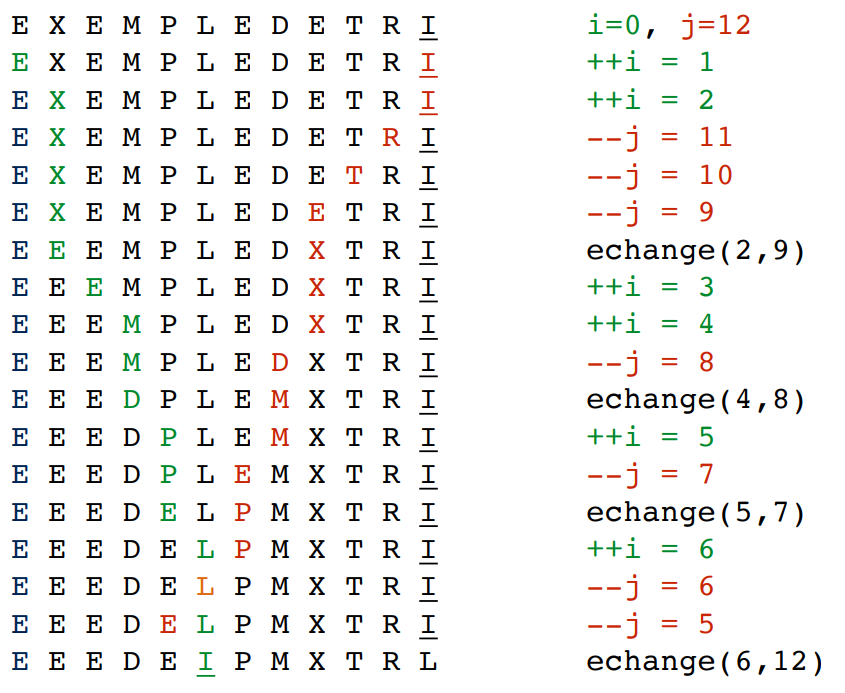 E X E M P L E D E T R I i=0, j=12
E X E M P L E D E T R I ++i = 1
E X E M P L E D E T R I ++i = 2
E X E M P L E D E T R I --j = 11
E X E M P L E D E T R I --j = 10
E X E M P L E D E T R I --j = 9
E E E M P L E D X T R I echange(2,9)
E E E M P L E D X T R I ++i = 3
E E E M P L E D X T R I ++i = 4
E E E M P L E D X T R I --j = 8
E E E D P L E M X T R I echange(4,8)
E E E D P L E M X T R I ++i = 5
E E E D P L E M X T R I --j = 7
E E E D E L P M X T R I echange(5,7)
E E E D E L P M X T R I ++i = 6
E E E D E L P M X T R I --j = 6
E E E D E L P M X T R I --j = 5
E E E D E I P M X T R L echange(6,12)